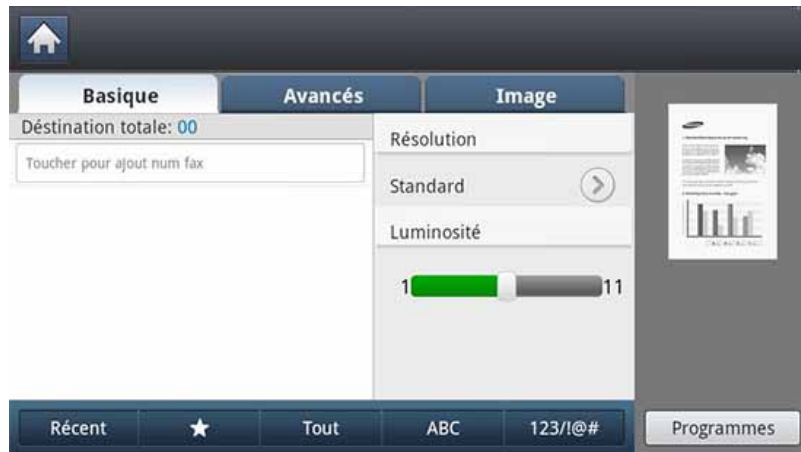 Basique
Avancés
Image
Déstination totale: 00
Toucher pour ajout num fax
Résolution
Standard
Luminosité
1
11
Récent
Tout
ABC
123/!@#
Programmes